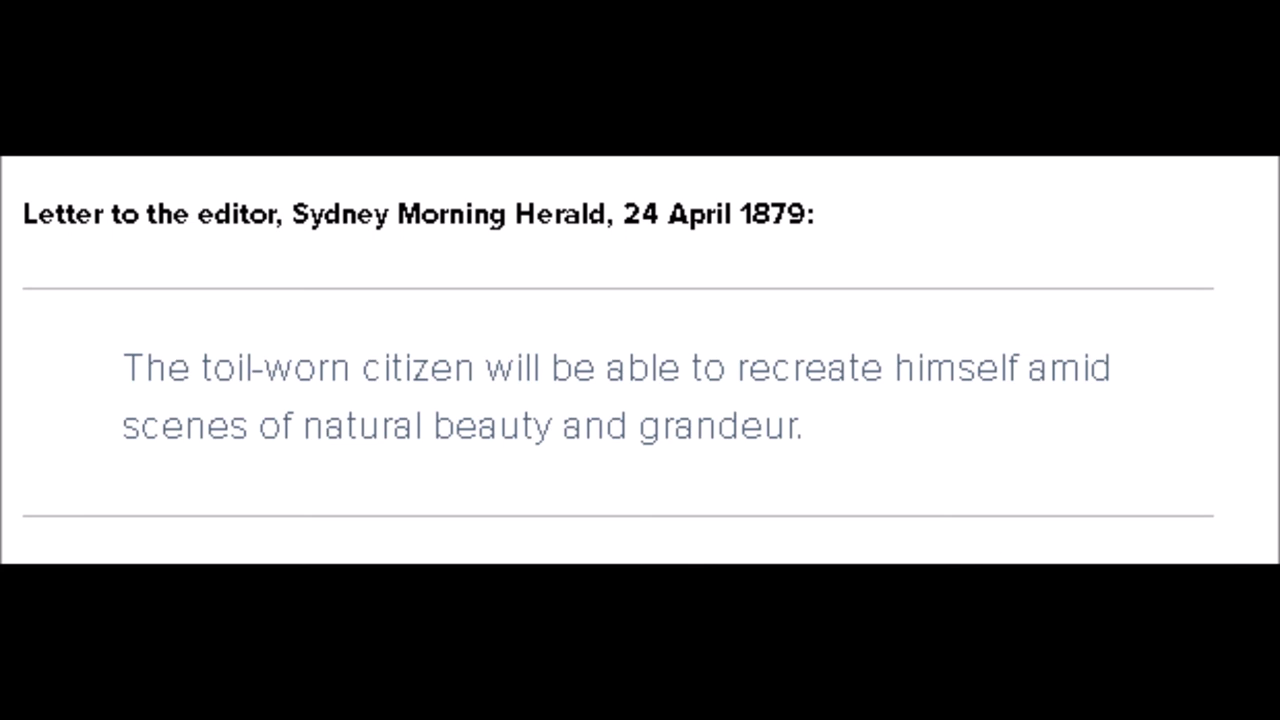 Letter to the editor, Sydney Morning Herald, 24 April 1879:
The toil-worn citizen will be able to recreate himself amid
scenes of natural beauty and grandeur.